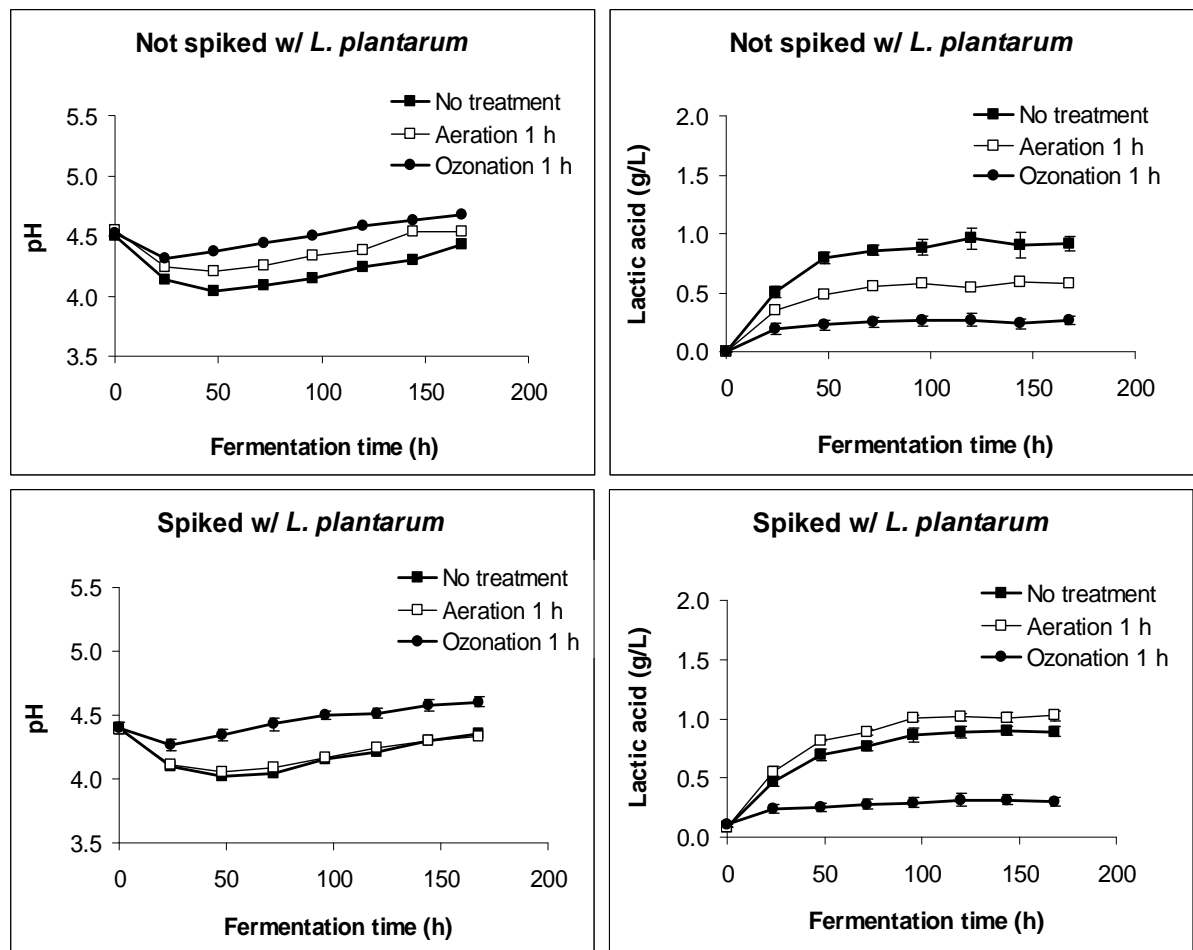 Not spiked w/ L. plantarum
No treatment
Aeration 1 h
Ozonation 1 h
5.5
5.0
4.5
4.0
3.5
pH
0 50 100 150 200
Fermentation time (h)
Not spiked w/ L. plantarum
No treatment
Aeration 1 h
Ozonation 1 h
2.0
1.5
1.0
0.5
0.0
Lactic acid (g/L)
0 50 100 150 200
Fermentation time (h)
Spiked w/ L. plantarum
No treatment
Aeration 1 h
Ozonation 1 h
5.5
5.0
4.5
4.0
3.5
pH
0 50 100 150 200
Fermentation time (h)
Spiked w/ L. plantarum
No treatment
Aeration 1 h
Ozonation 1 h
2.0
1.5
1.0
0.5
0.0
Lactic acid (g/L)
0 50 100 150 200
Fermentation time (h)